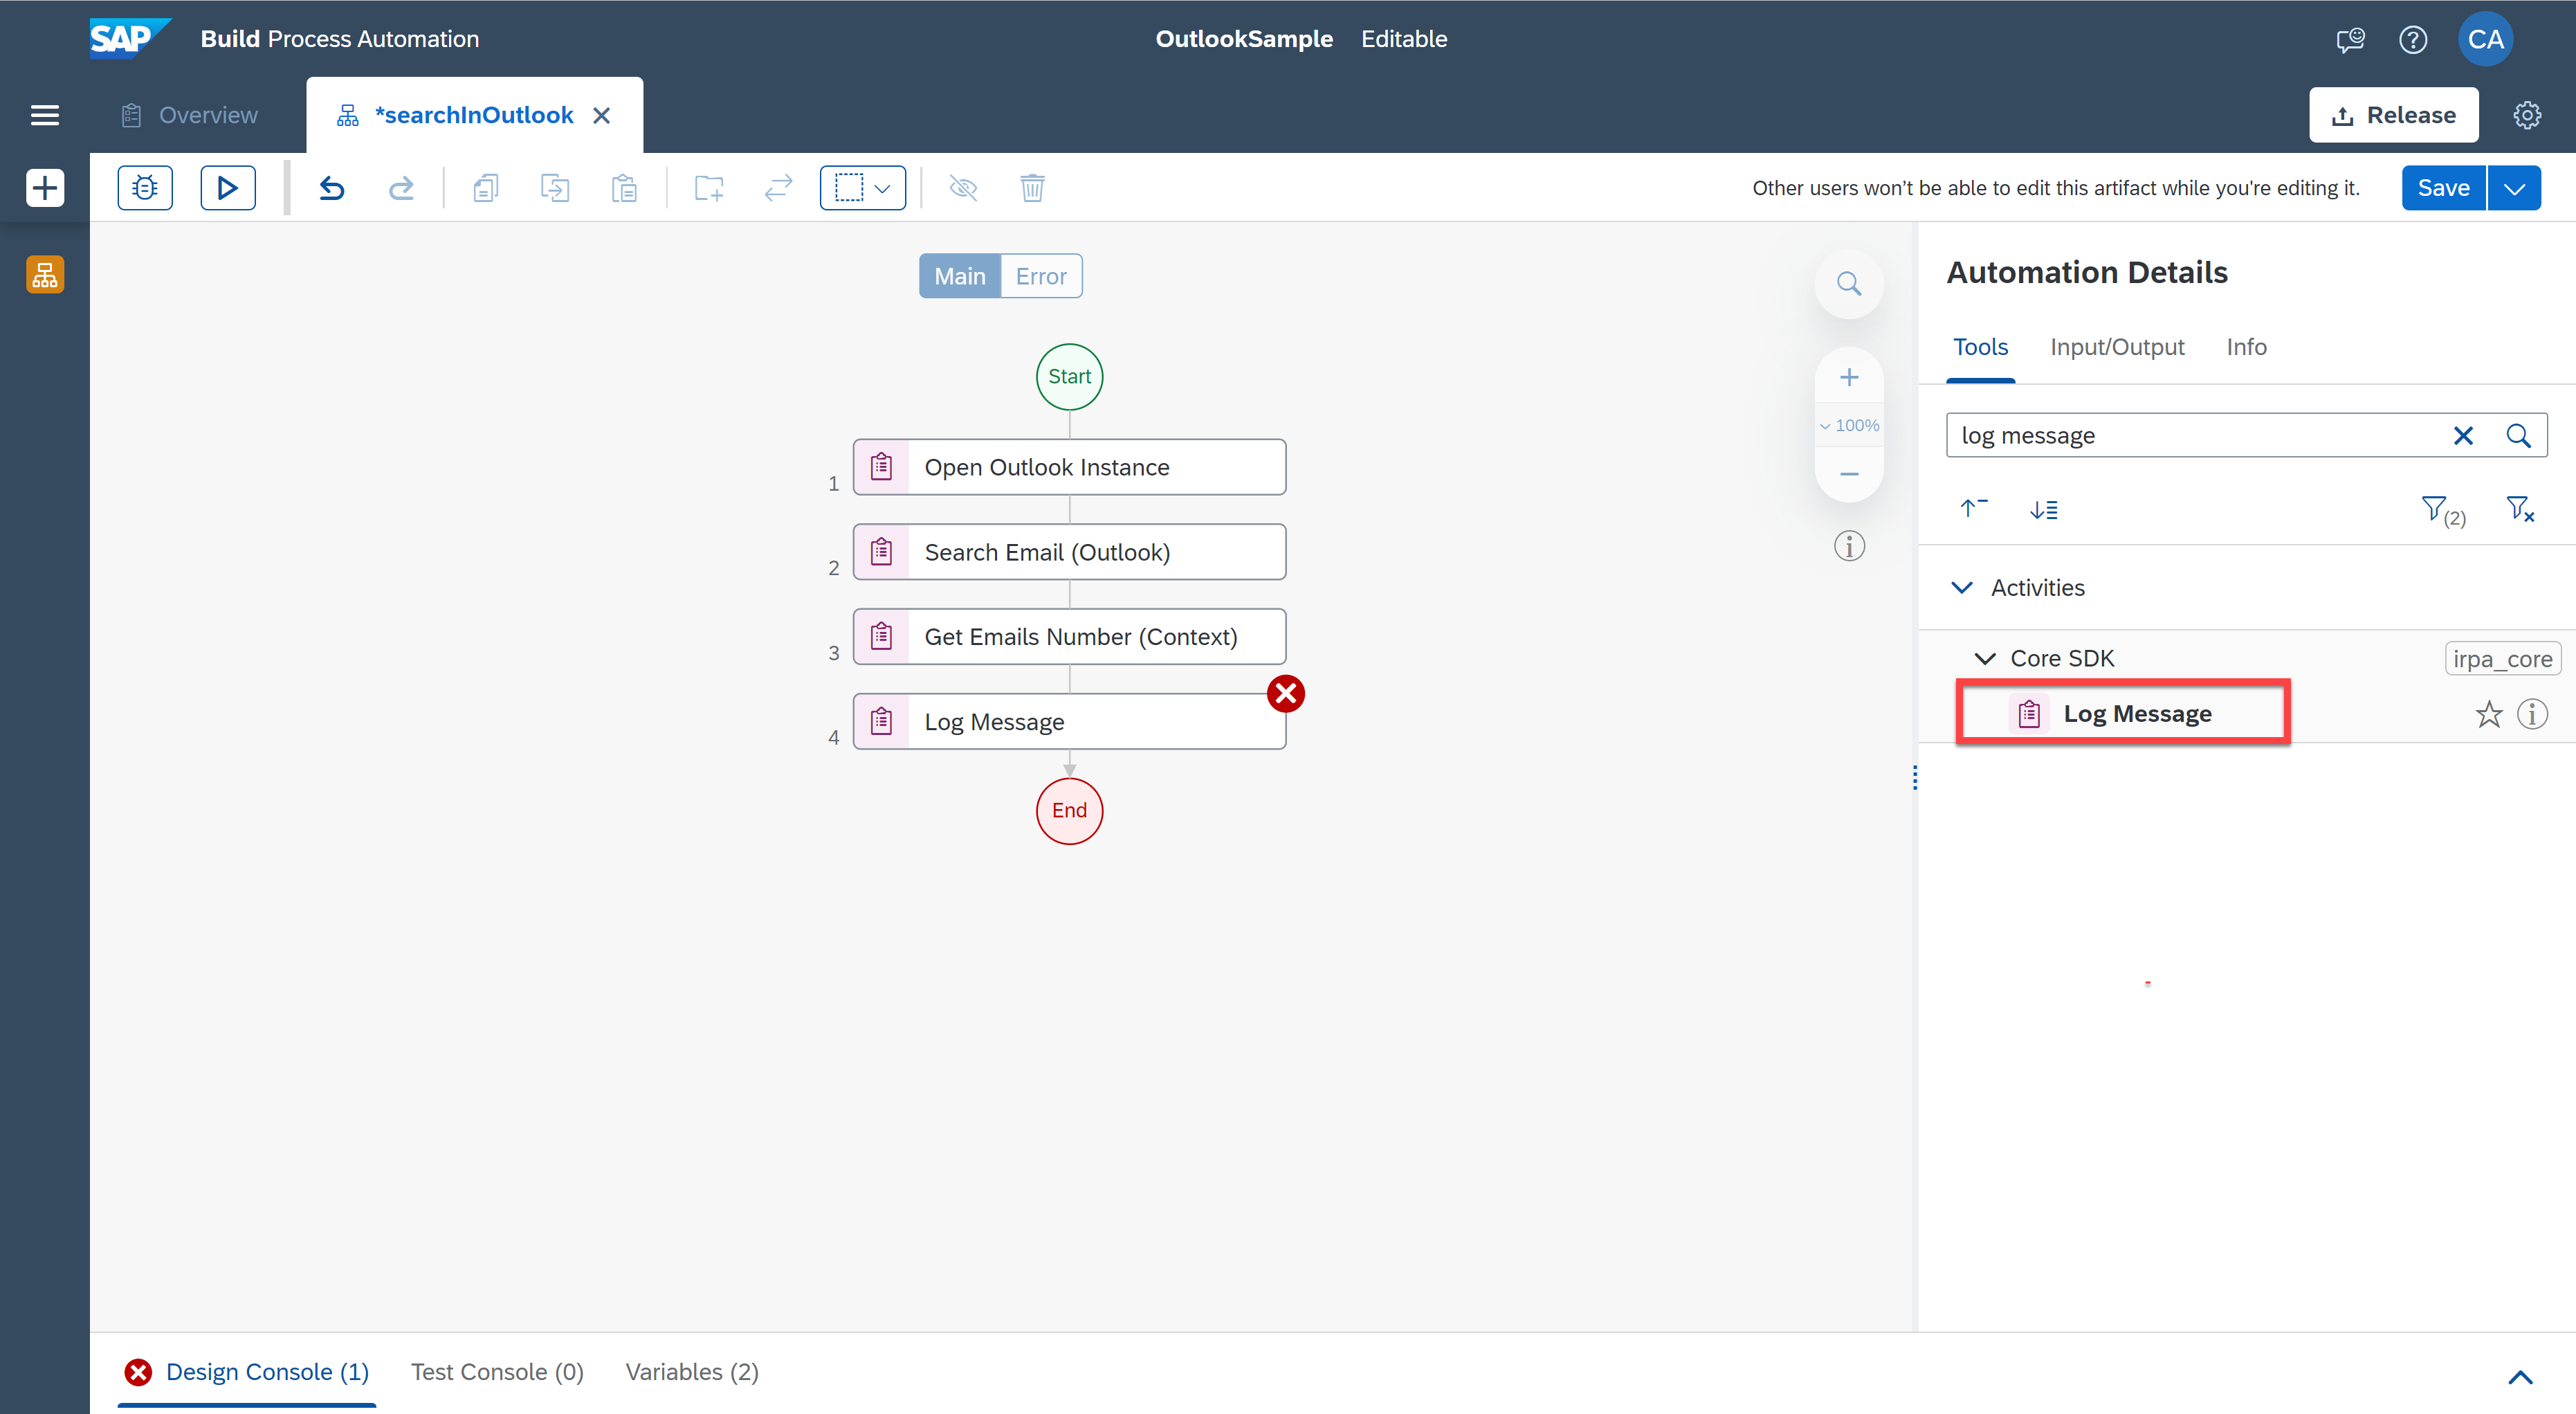 SAP Build Process Automation
OutlookSample Editable
CA
Overview
*searchInOutlook
Release
Other users won't be able to edit this artifact while you're editing it.
Save
Main
Error
Start
1
Open Outlook Instance
2
Search Email (Outlook)
3
Get Emails Number (Context)
4
Log Message
End
100%
Automation Details
Tools
Input/Output
Info
log message
(2)
Activities
Core SDK
irpa_core
Log Message
Design Console (1)
Test Console (0)
Variables (2)